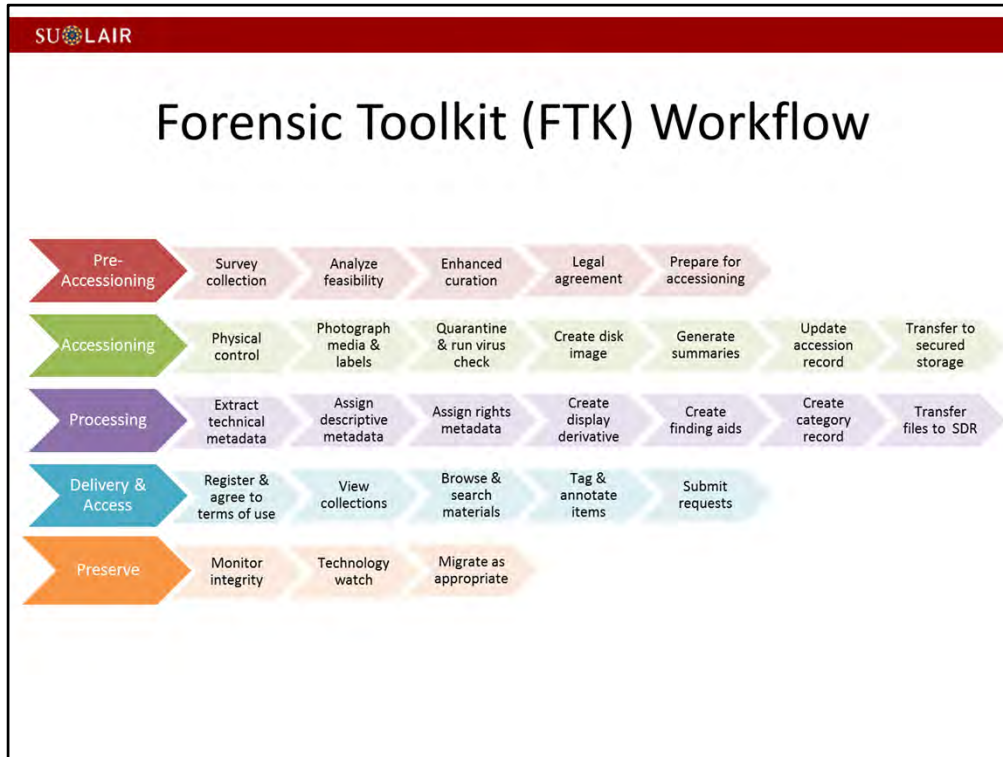 SULAIR
Forensic Toolkit (FTK) Workflow
Pre-
Accessioning
Survey
collection
Analyze
feasibility
Enhanced
curation
Legal
agreement
Prepare for
accessioning
Accessioning
Physical
control
Photograph
media &
labels
Quarantine
& run virus
check
Create disk
image
Generate
summaries
Update
accession
record
Transfer to
secured
storage
Processing
Extract
technical
metadata
Assign
descriptive
metadata
Assign rights
metadata
Create
display
derivative
Create
finding aids
Create
category
record
Transfer
files to SDR
Delivery &
Access
Register &
agree to
terms of use
View
collections
Browse &
search
materials
Tag &
annotate
items
Submit
requests
Preserve
Monitor
integrity
Technology
watch
Migrate as
appropriate